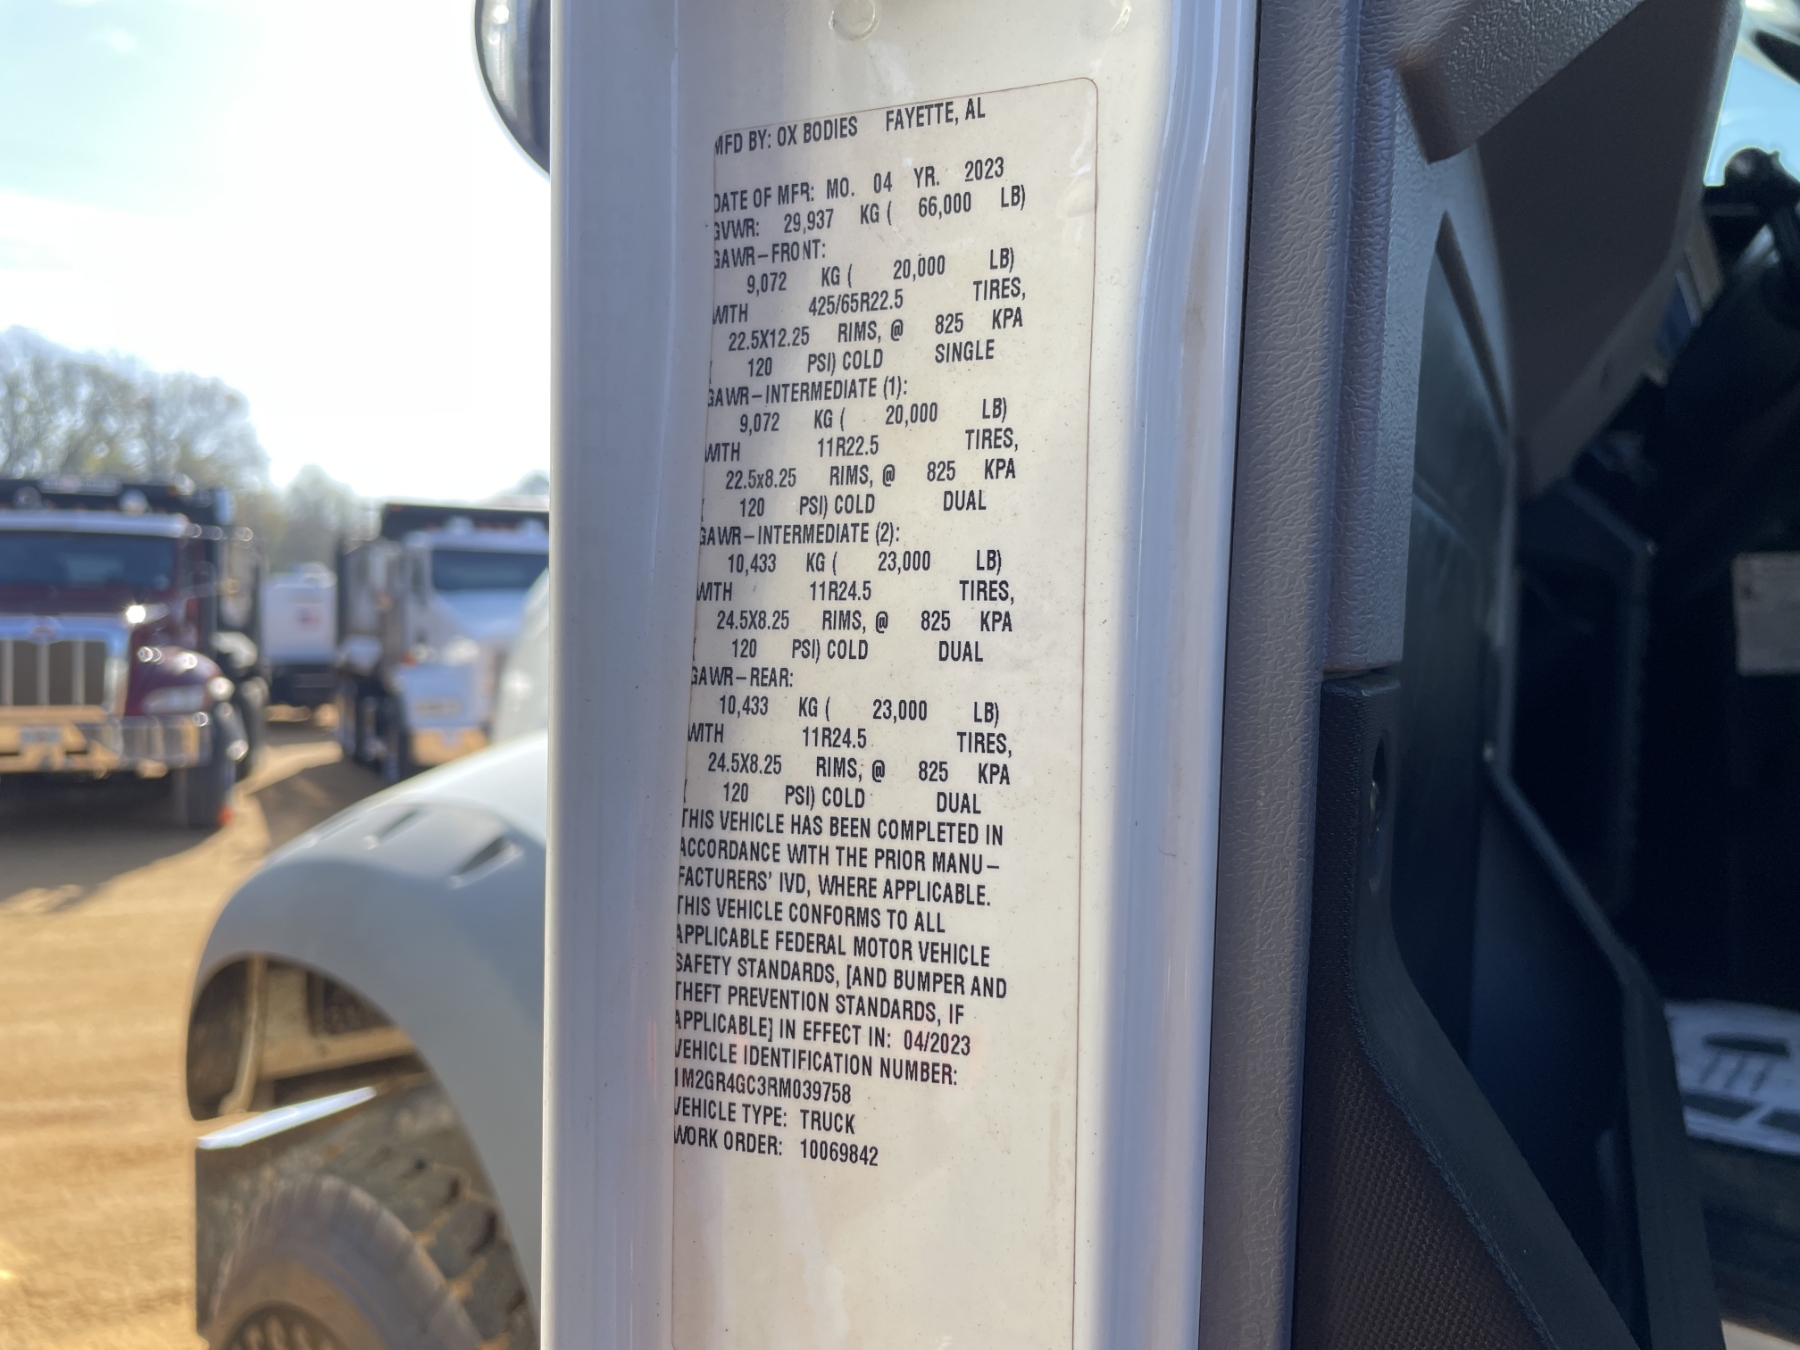 MFD BY: OX BODIES FAYETTE, AL
DATE OF MFR: MO. 04 YR. 2023
GVWR: 29,937 KG ( 66,000 LB)
GAWR-FRONT:
9,072 KG ( 20,000 LB)
WITH 425/65R22.5 TIRES,
22.5X12.25 RIMS, @ 825 KPA
( 120 PSI) COLD SINGLE
GAWR-INTERMEDIATE (1):
9,072 KG ( 20,000 LB)
WITH 11R22.5 TIRES,
22.5x8.25 RIMS, @ 825 KPA
( 120 PSI) COLD DUAL
GAWR-INTERMEDIATE (2):
10,433 KG ( 23,000 LB)
WITH 11R24.5 TIRES,
24.5X8.25 RIMS, @ 825 KPA
( 120 PSI) COLD DUAL
GAWR-REAR:
10,433 KG ( 23,000 LB)
WITH 11R24.5 TIRES,
24.5X8.25 RIMS, @ 825 KPA
( 120 PSI) COLD DUAL
THIS VEHICLE HAS BEEN COMPLETED IN
ACCORDANCE WITH THE PRIOR MANU-
FACTURERS' IVD, WHERE APPLICABLE.
THIS VEHICLE CONFORMS TO ALL
APPLICABLE FEDERAL MOTOR VEHICLE
SAFETY STANDARDS, [AND BUMPER AND
THEFT PREVENTION STANDARDS, IF
APPLICABLE] IN EFFECT IN: 04/2023
VEHICLE IDENTIFICATION NUMBER:
1M2GR4GC3RM039758
VEHICLE TYPE: TRUCK
WORK ORDER: 10069842